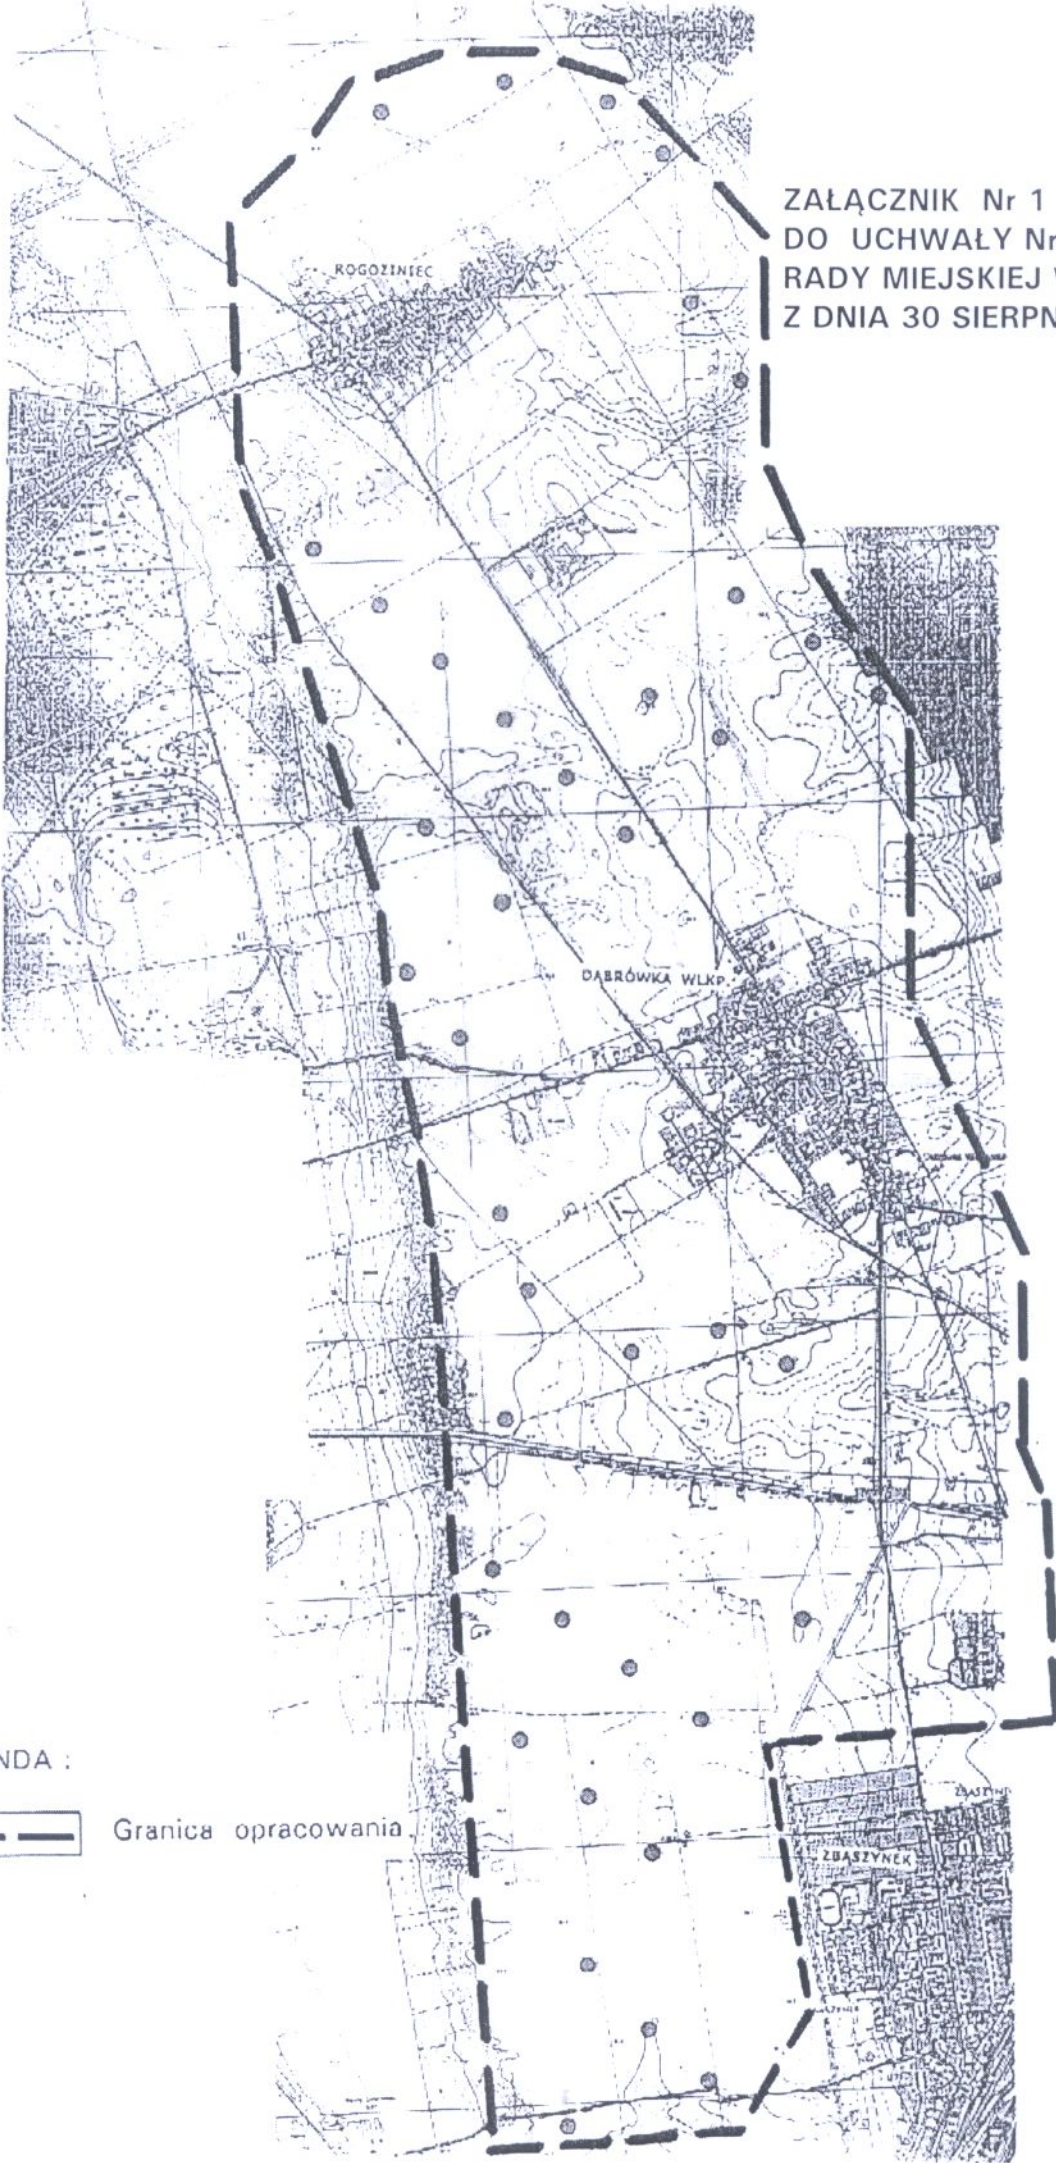 ZAŁĄCZNIK Nr 1
DO UCHWAŁY Nr
RADY MIEJSKIEJ
Z DNIA 30 SIERPN
ROGOZINIEC
DĄBRÓWKA WLKP.
NDA :
Granica opracowania
ZBĄSZYNEK